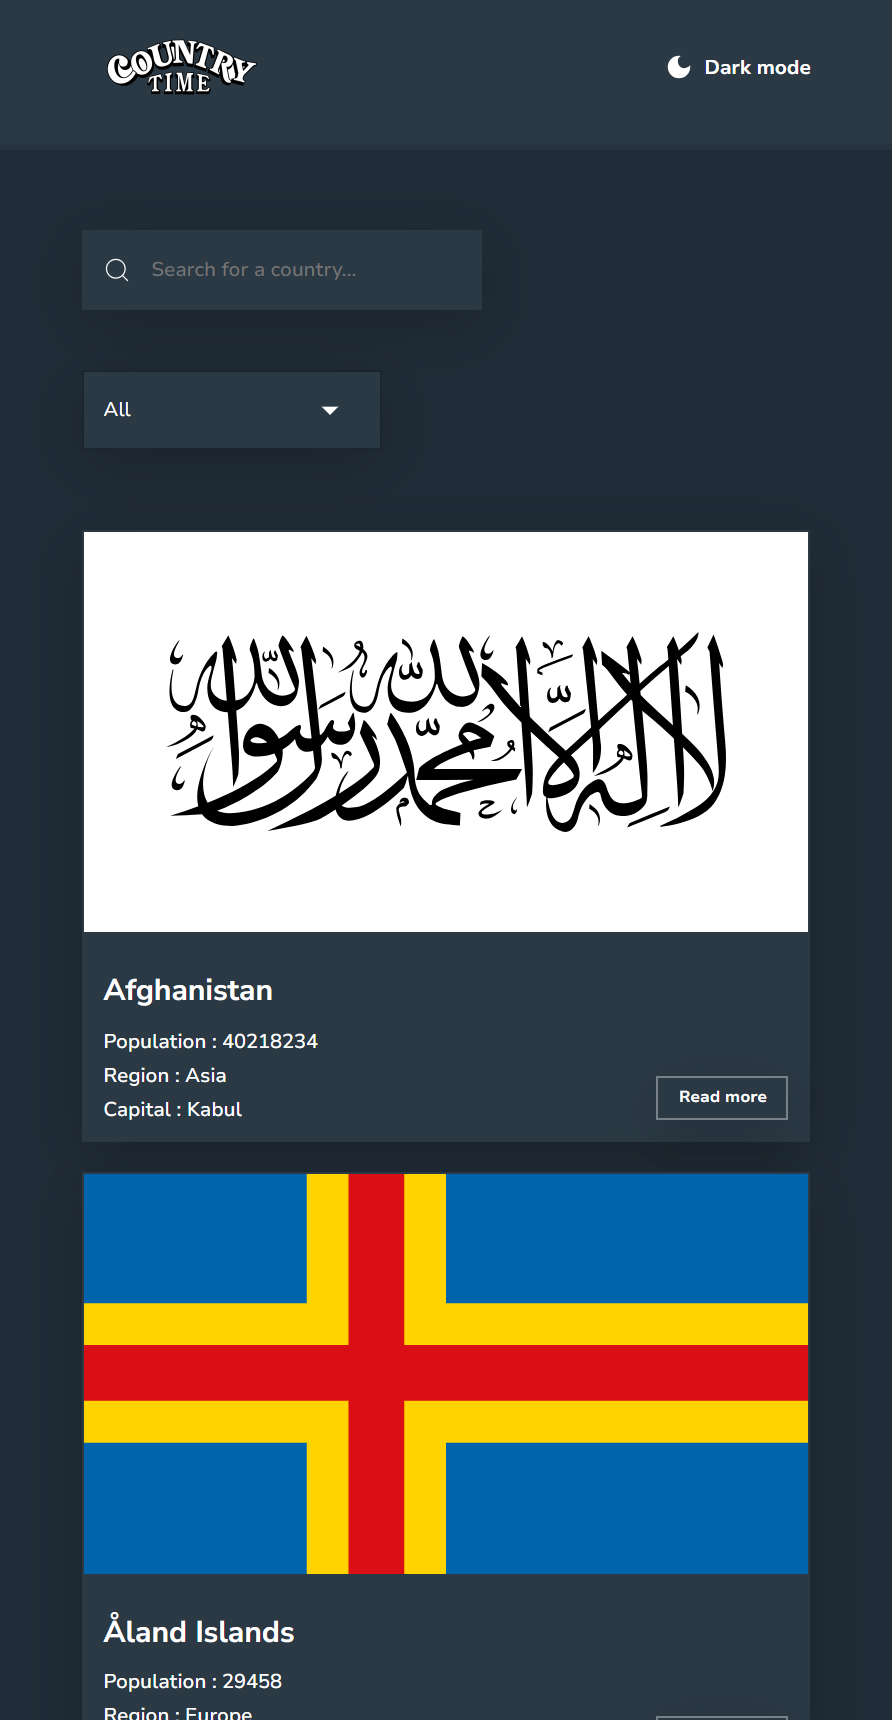 COUNTRY
TIME
Dark mode
Search for a country...
All
لا إله إلا الله محمد رسول الله
Afghanistan
Population : 40218234
Region : Asia
Capital : Kabul
Read more
Åland Islands
Population : 29458
Region : Europe